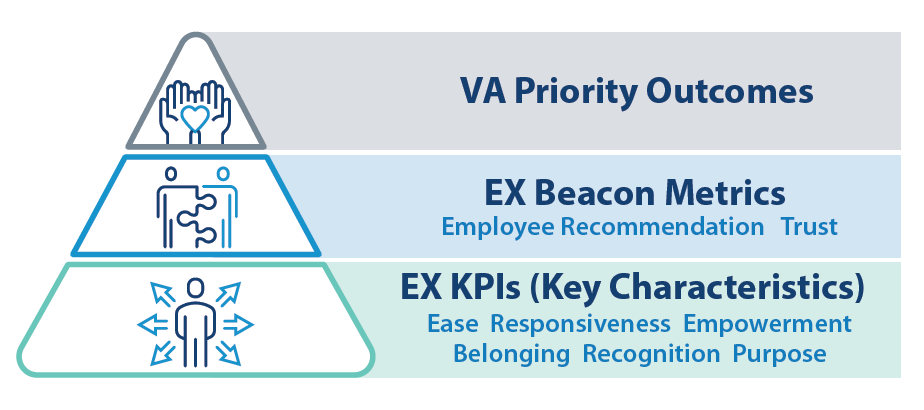 VA Priority Outcomes
EX Beacon Metrics
Employee Recommendation Trust
EX KPIs (Key Characteristics)
Ease Responsiveness Empowerment
Belonging Recognition Purpose